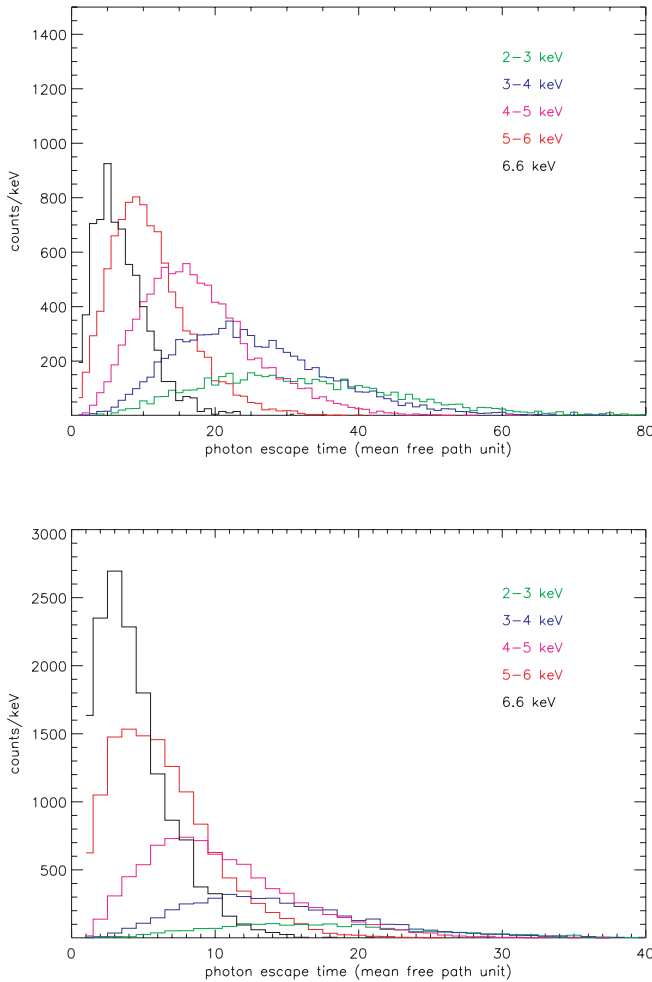 1400
1200
1000
800
600
400
200
counts/keV
2-3 keV
3-4 keV
4-5 keV
5-6 keV
6.6 keV
0 20 40 60 80
photon escape time (mean free path unit)
3000
2500
2000
1500
1000
500
counts/keV
2-3 keV
3-4 keV
4-5 keV
5-6 keV
6.6 keV
0 10 20 30 40
photon escape time (mean free path unit)